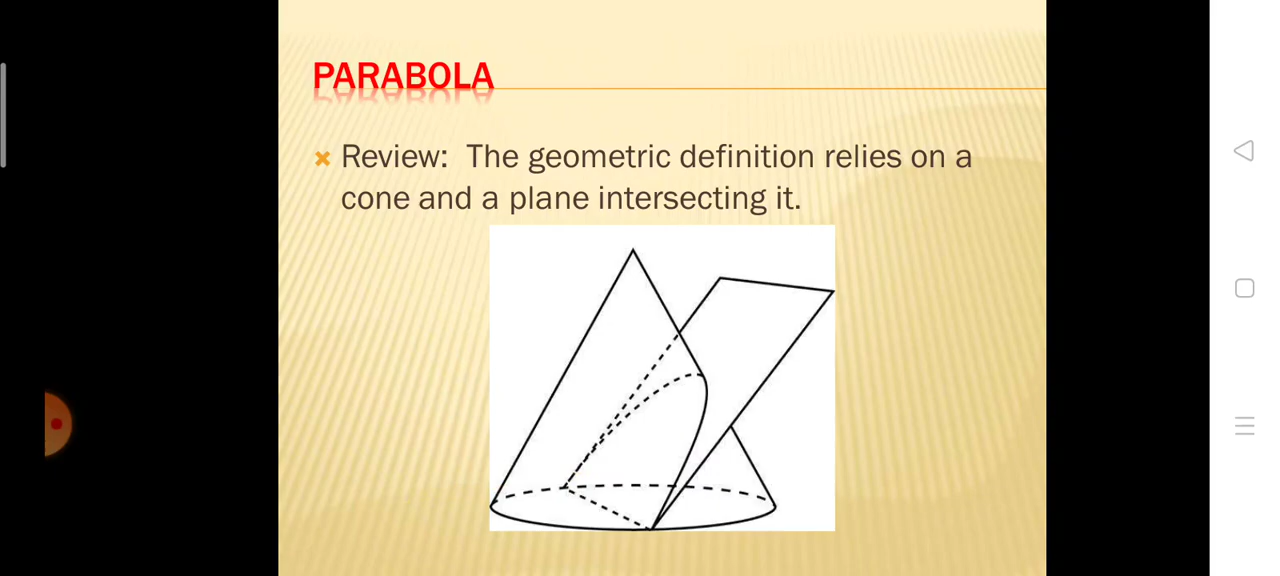 PARABOLA
Review:  The geometric definition relies on a
cone and a plane intersecting it.